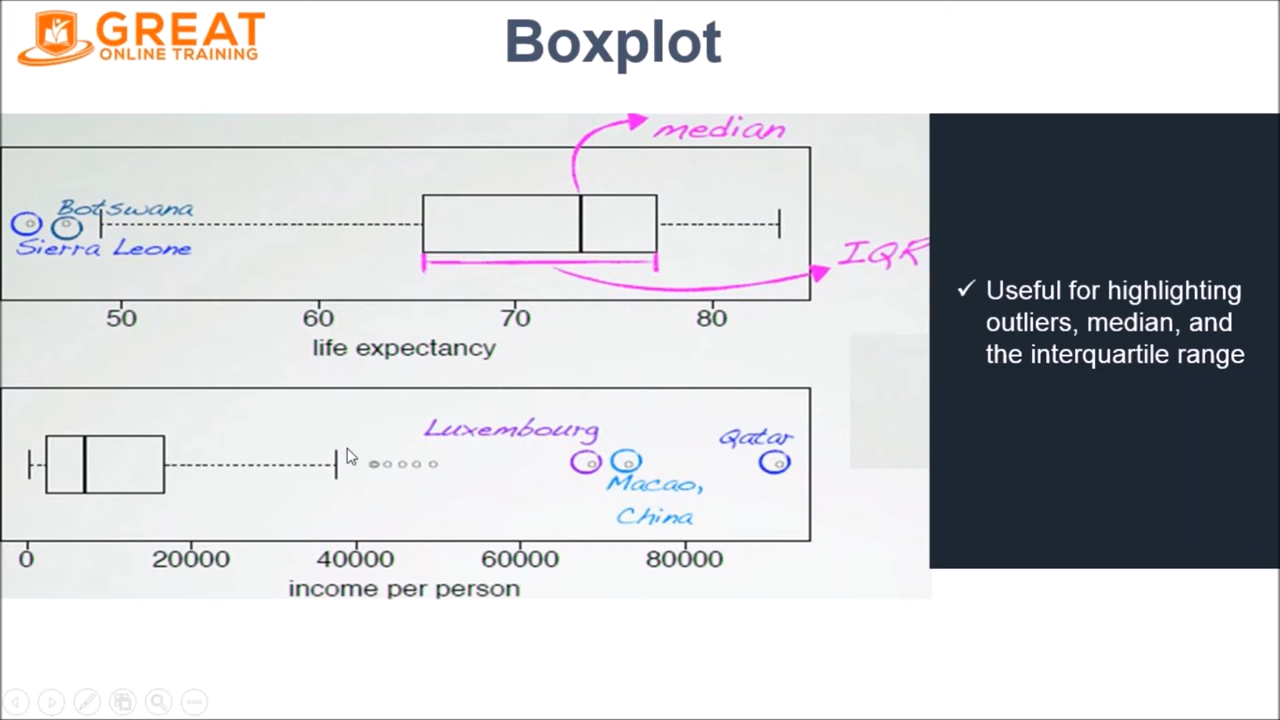 GREAT
ONLINE TRAINING
Boxplot
median
Botswana
Sierra Leone
IQR
50 60 70 80
life expectancy
Useful for highlighting
outliers, median, and
the interquartile range
Luxembourg
Qatar
Macao,
China
0 20000 40000 60000 80000
income per person